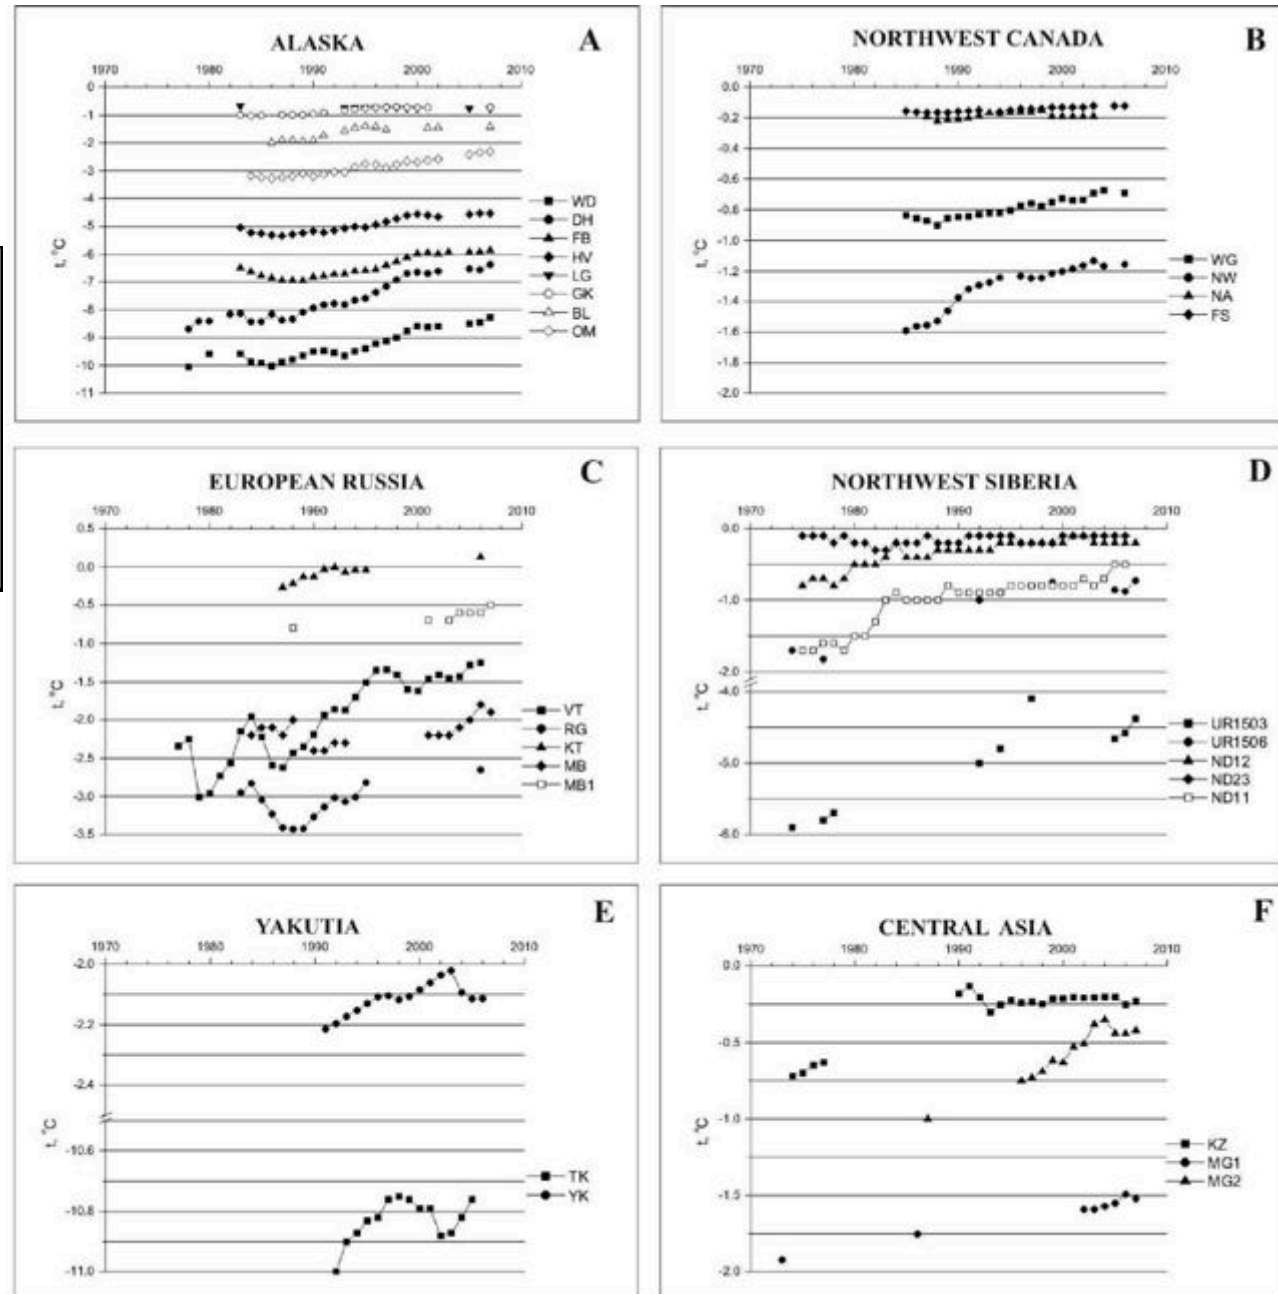 ALASKA
A
1970 1980 1990 2000 2010
0
-1
-2
-3
-4
-5
-6
-7
-8
-9
-10
-11
t, °C
WD
DH
FB
HV
LG
GK
BL
OM
NORTHWEST CANADA
B
1970 1980 1990 2000 2010
0.0
-0.2
-0.4
-0.6
-0.8
-1.0
-1.2
-1.4
-1.6
-1.8
-2.0
t, °C
WG
NW
NA
FS
EUROPEAN RUSSIA
C
1970 1980 1990 2000 2010
0.5
0.0
-0.5
-1.0
-1.5
-2.0
-2.5
-3.0
-3.5
t, °C
VT
RG
KT
MB
MB1
NORTHWEST SIBERIA
D
1970 1980 1990 2000 2010
0.0
-1.0
-2.0
-4.0
-5.0
-6.0
t, °C
UR1503
UR1506
ND12
ND23
ND11
YAKUTIA
E
1970 1980 1990 2000 2010
-2.0
-2.2
-2.4
-10.6
-10.8
-11.0
t, °C
TK
YK
CENTRAL ASIA
F
1970 1980 1990 2000 2010
0.0
-0.5
-1.0
-1.5
-2.0
t, °C
KZ
MG1
MG2